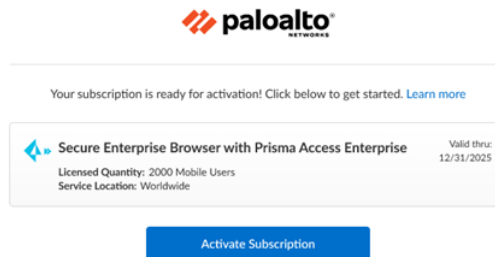 paloalto
NETWORKS
Your subscription is ready for activation! Click below to get started. Learn more
Secure Enterprise Browser with Prisma Access Enterprise
Valid thru:
12/31/2025
Licensed Quantity: 2000 Mobile Users
Service Location: Worldwide
Activate Subscription